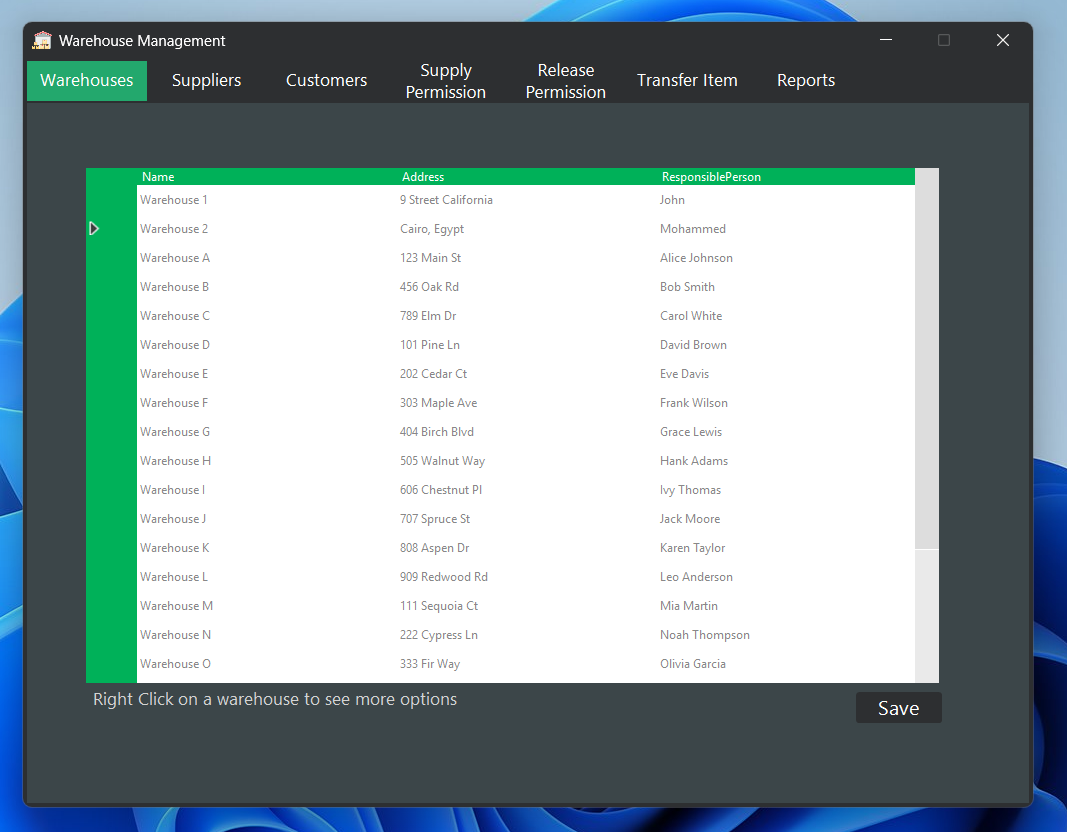 Warehouse Management
Warehouses Suppliers Customers Supply Permission Release Permission Transfer Item Reports
Name Address ResponsiblePerson
Warehouse 1 9 Street California John
Warehouse 2 Cairo, Egypt Mohammed
Warehouse A 123 Main St Alice Johnson
Warehouse B 456 Oak Rd Bob Smith
Warehouse C 789 Elm Dr Carol White
Warehouse D 101 Pine Ln David Brown
Warehouse E 202 Cedar Ct Eve Davis
Warehouse F 303 Maple Ave Frank Wilson
Warehouse G 404 Birch Blvd Grace Lewis
Warehouse H 505 Walnut Way Hank Adams
Warehouse I 606 Chestnut Pl Ivy Thomas
Warehouse J 707 Spruce St Jack Moore
Warehouse K 808 Aspen Dr Karen Taylor
Warehouse L 909 Redwood Rd Leo Anderson
Warehouse M 111 Sequoia Ct Mia Martin
Warehouse N 222 Cypress Ln Noah Thompson
Warehouse O 333 Fir Way Olivia Garcia
Right Click on a warehouse to see more options
Save